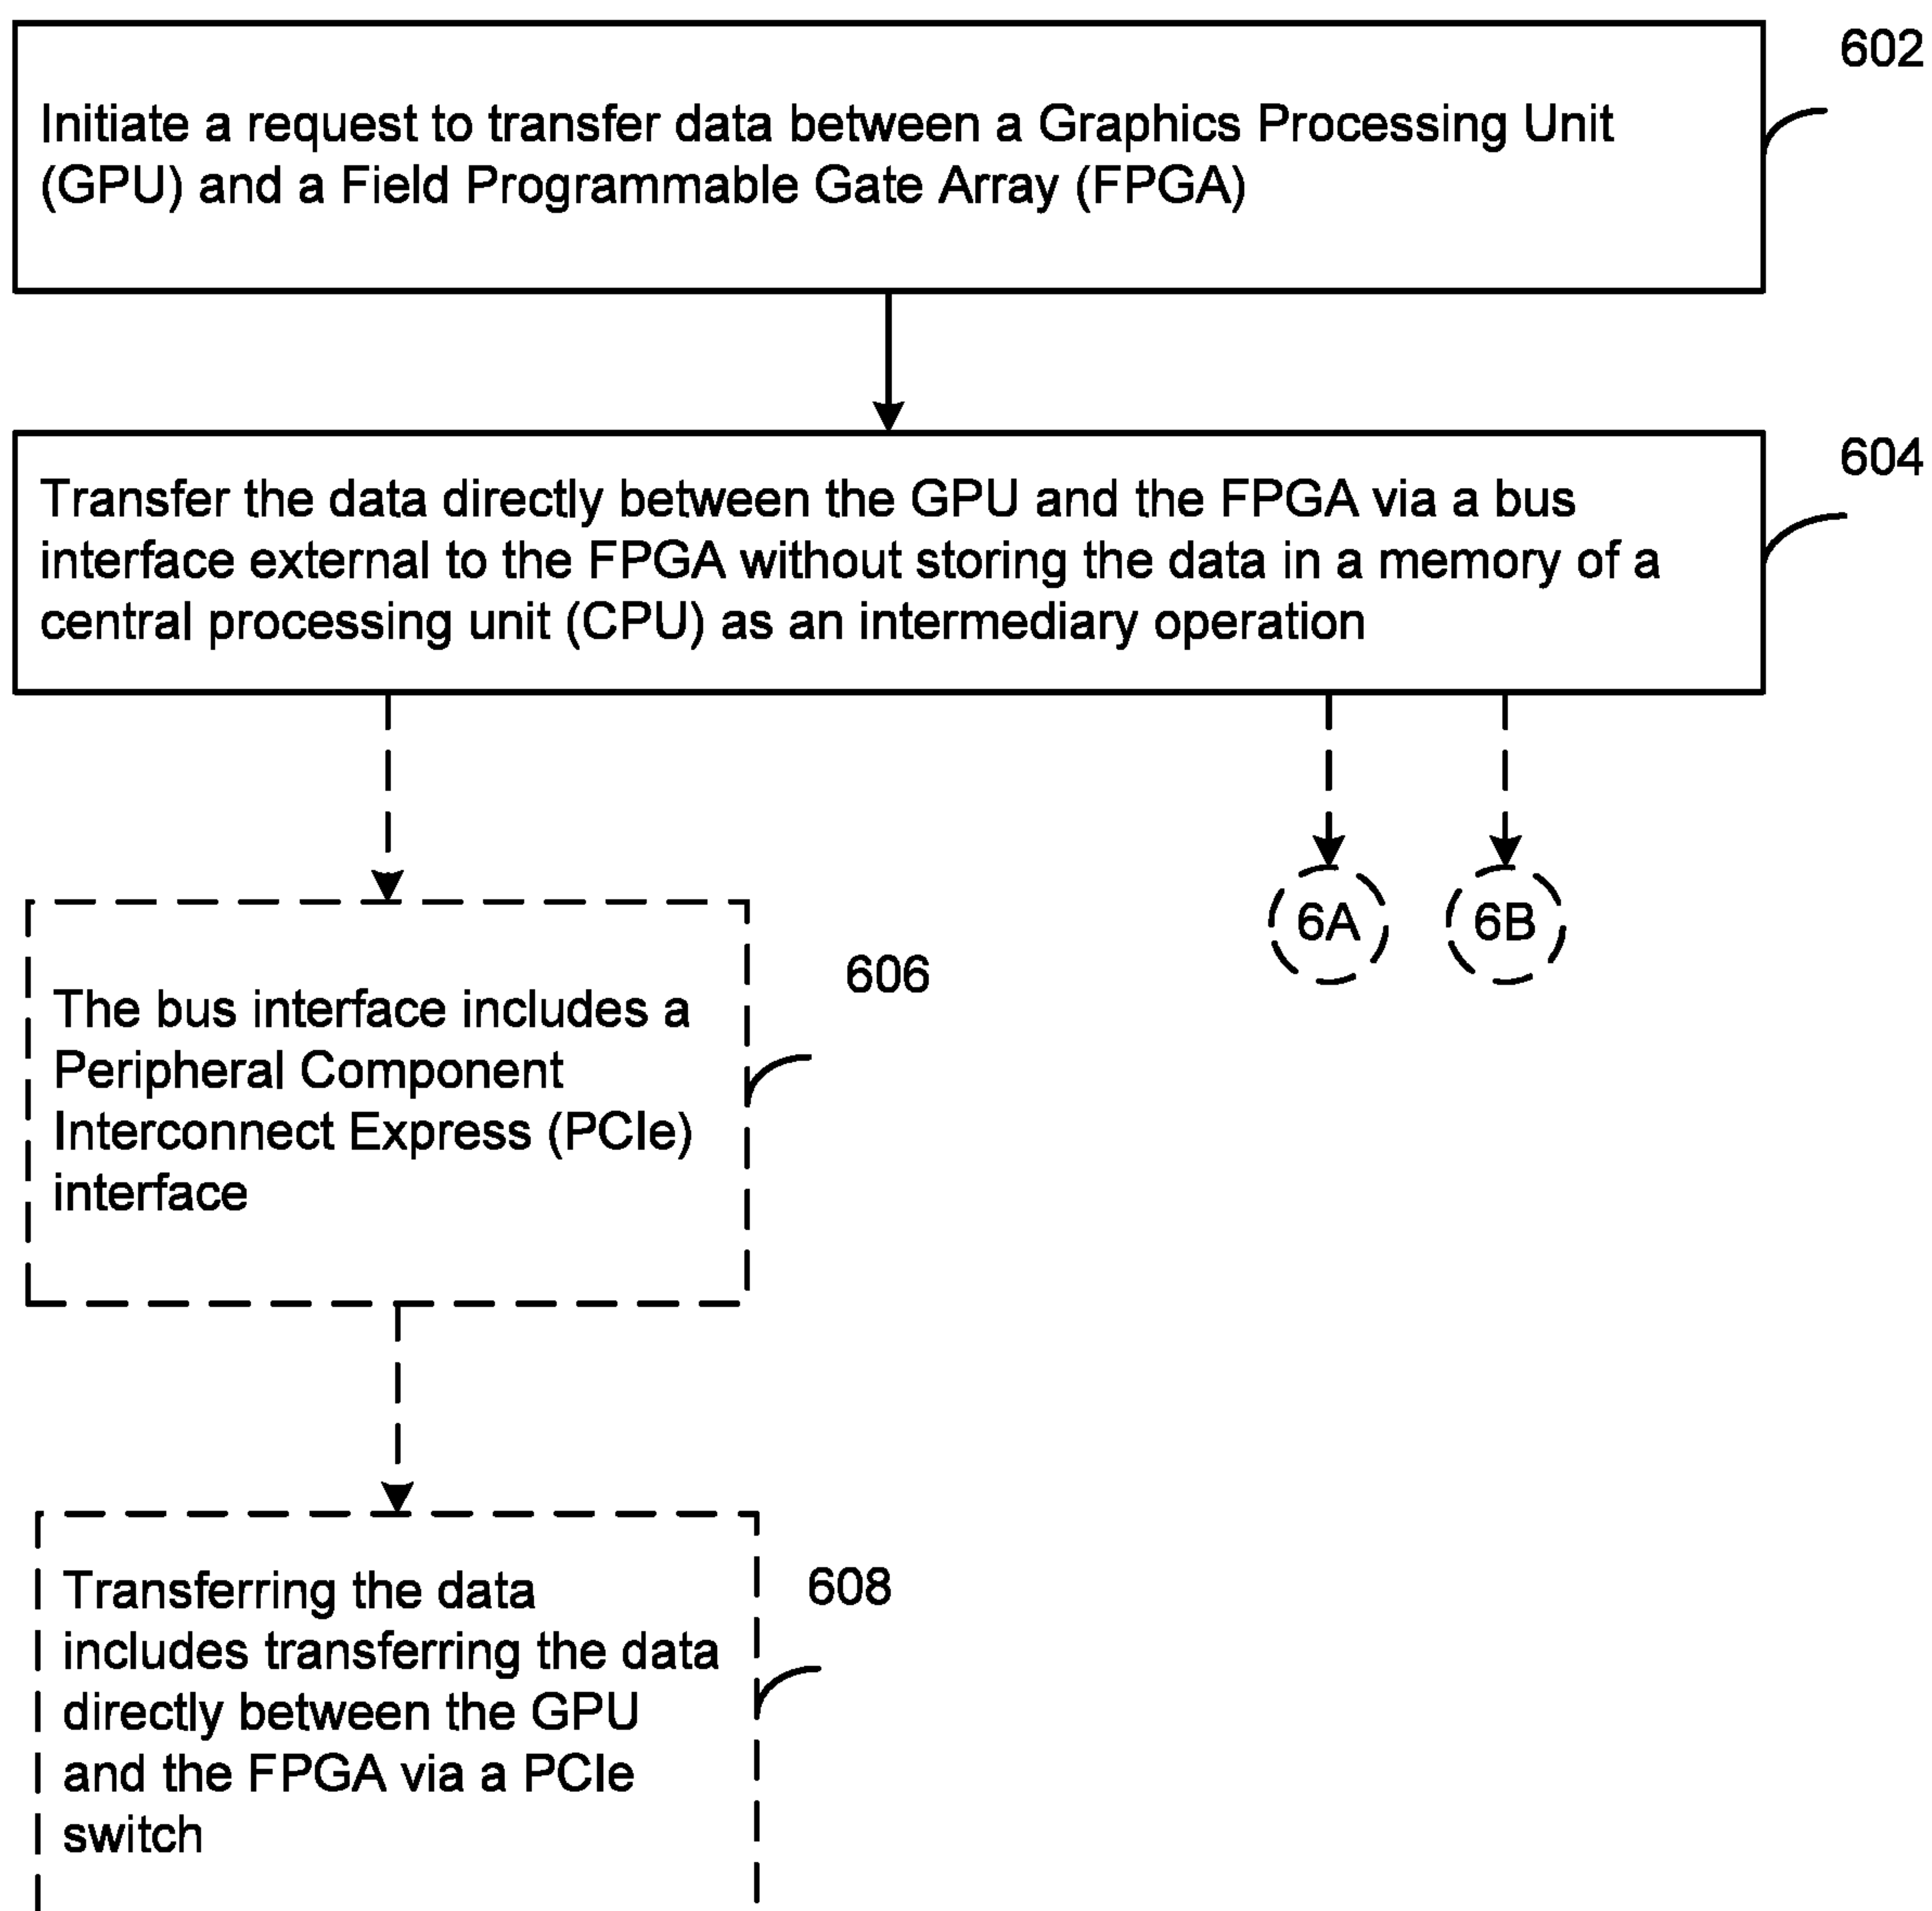 602
Initiate a request to transfer data between a Graphics Processing Unit
(GPU) and a Field Programmable Gate Array (FPGA)
604
Transfer the data directly between the GPU and the FPGA via a bus
interface external to the FPGA without storing the data in a memory of a
central processing unit (CPU) as an intermediary operation
6A
6B
606
The bus interface includes a
Peripheral Component
Interconnect Express (PCIe)
interface
608
Transferring the data
includes transferring the data
directly between the GPU
and the FPGA via a PCIe
switch